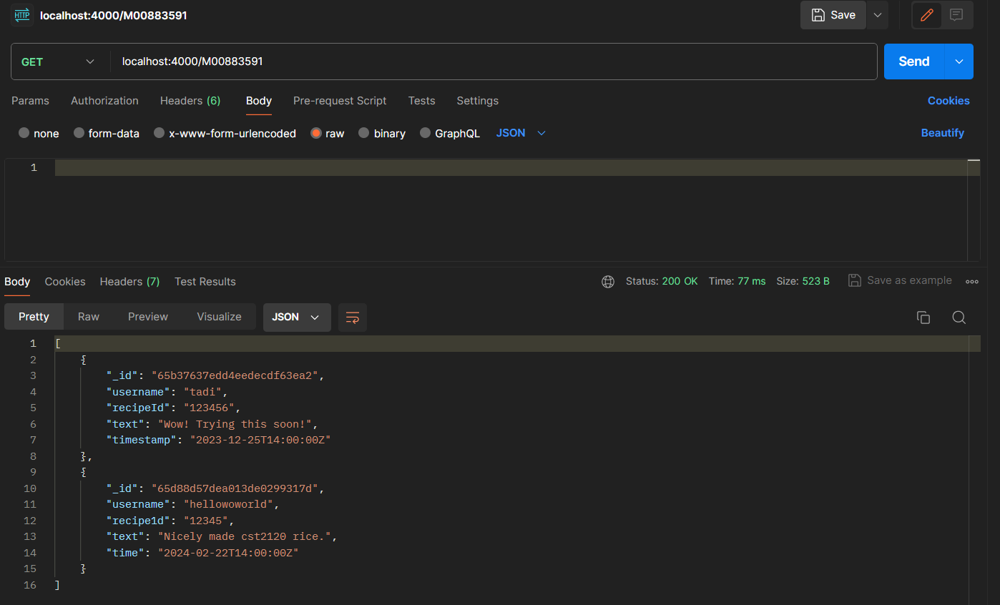 HTTP localhost:4000/M00883591 Save
GET localhost:4000/M00883591 Send
Params Authorization Headers (6) Body Pre-request Script Tests Settings Cookies
none form-data x-www-form-urlencoded raw binary GraphQL JSON Beautify
1
Body Cookies Headers (7) Test Results Status: 200 OK Time: 77 ms Size: 523 B Save as example
Pretty Raw Preview Visualize JSON
1 [
2 {
3 "_id": "65b37637edd4eedecdf63ea2",
4 "username": "tadi",
5 "recipeId": "123456",
6 "text": "Wow! Trying this soon!",
7 "timestamp": "2023-12-25T14:00:00Z"
8 },
9 {
10 "_id": "65d88d57dea013de0299317d",
11 "username": "hellowoworld",
12 "recipe1d": "12345",
13 "text": "Nicely made cst2120 rice.",
14 "time": "2024-02-22T14:00:00Z"
15 }
16 ]